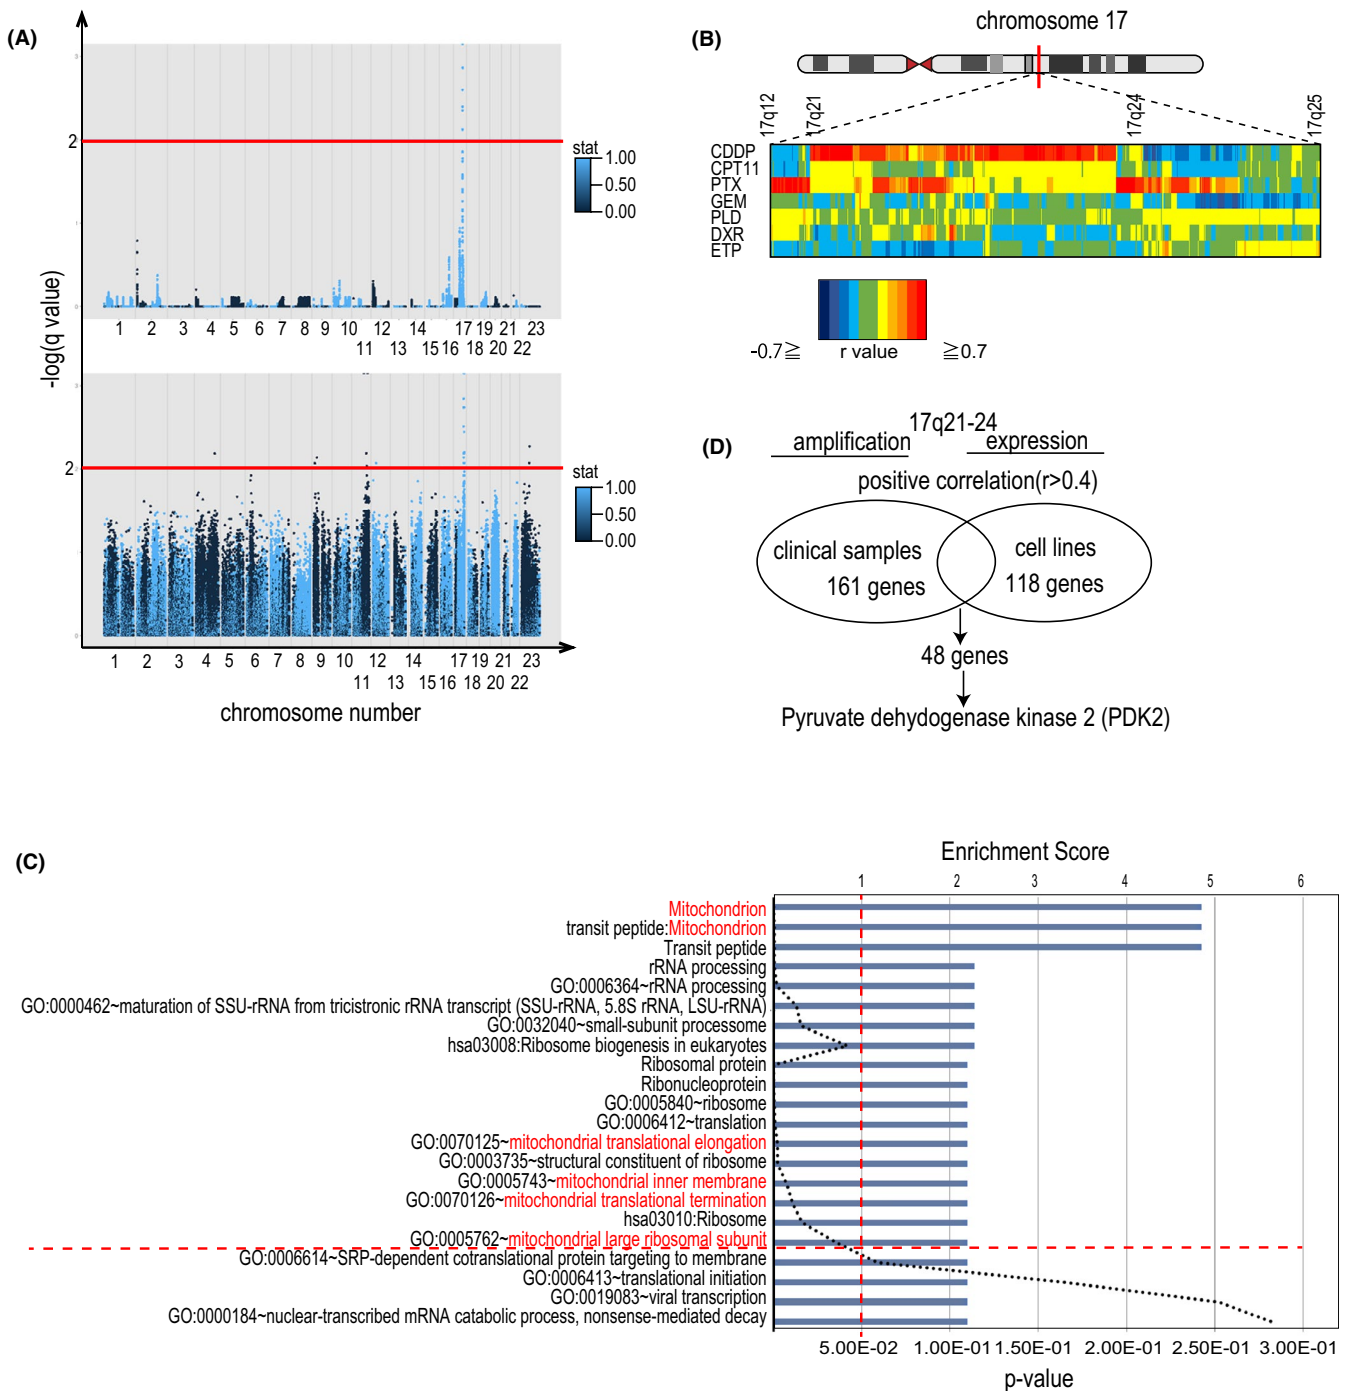 (A)
-log(q value)
3
2
1
0
stat
1.00
0.50
0.00
1 2 3 4 5 6 7 8 9 10 12 14 17 19 21 23
11 13 15 16 18 20 22
3
2
1
0
stat
1.00
0.50
0.00
1 2 3 4 5 6 7 8 9 10 12 14 17 19 21 23
11 13 15 16 18 20 22
chromosome number
(B)
chromosome 17
17q12
17q21
17q24
17q25
CDDP
CPT11
PTX
GEM
PLD
DXR
ETP
-0.7≧ r value ≧0.7
(D)
17q21-24
amplification expression
positive correlation(r>0.4)
clinical samples
161 genes
cell lines
118 genes
48 genes
Pyruvate dehydogenase kinase 2 (PDK2)
(C)
Enrichment Score
1 2 3 4 5 6
Mitochondrion
transit peptide:Mitochondrion
Transit peptide
rRNA processing
GO:0006364~rRNA processing
GO:0000462~maturation of SSU-rRNA from tricistronic rRNA transcript (SSU-rRNA, 5.8S rRNA, LSU-rRNA)
GO:0032040~small-subunit processome
hsa03008:Ribosome biogenesis in eukaryotes
Ribosomal protein
Ribonucleoprotein
GO:0005840~ribosome
GO:0006412~translation
GO:0070125~mitochondrial translational elongation
GO:0003735~structural constituent of ribosome
GO:0005743~mitochondrial inner membrane
GO:0070126~mitochondrial translational termination
hsa03010:Ribosome
GO:0005762~mitochondrial large ribosomal subunit
GO:0006614~SRP-dependent cotranslational protein targeting to membrane
GO:0006413~translational initiation
GO:0019083~viral transcription
GO:0000184~nuclear-transcribed mRNA catabolic process, nonsense-mediated decay
5.00E-02 1.00E-01 1.50E-01 2.00E-01 2.50E-01 3.00E-01
p-value